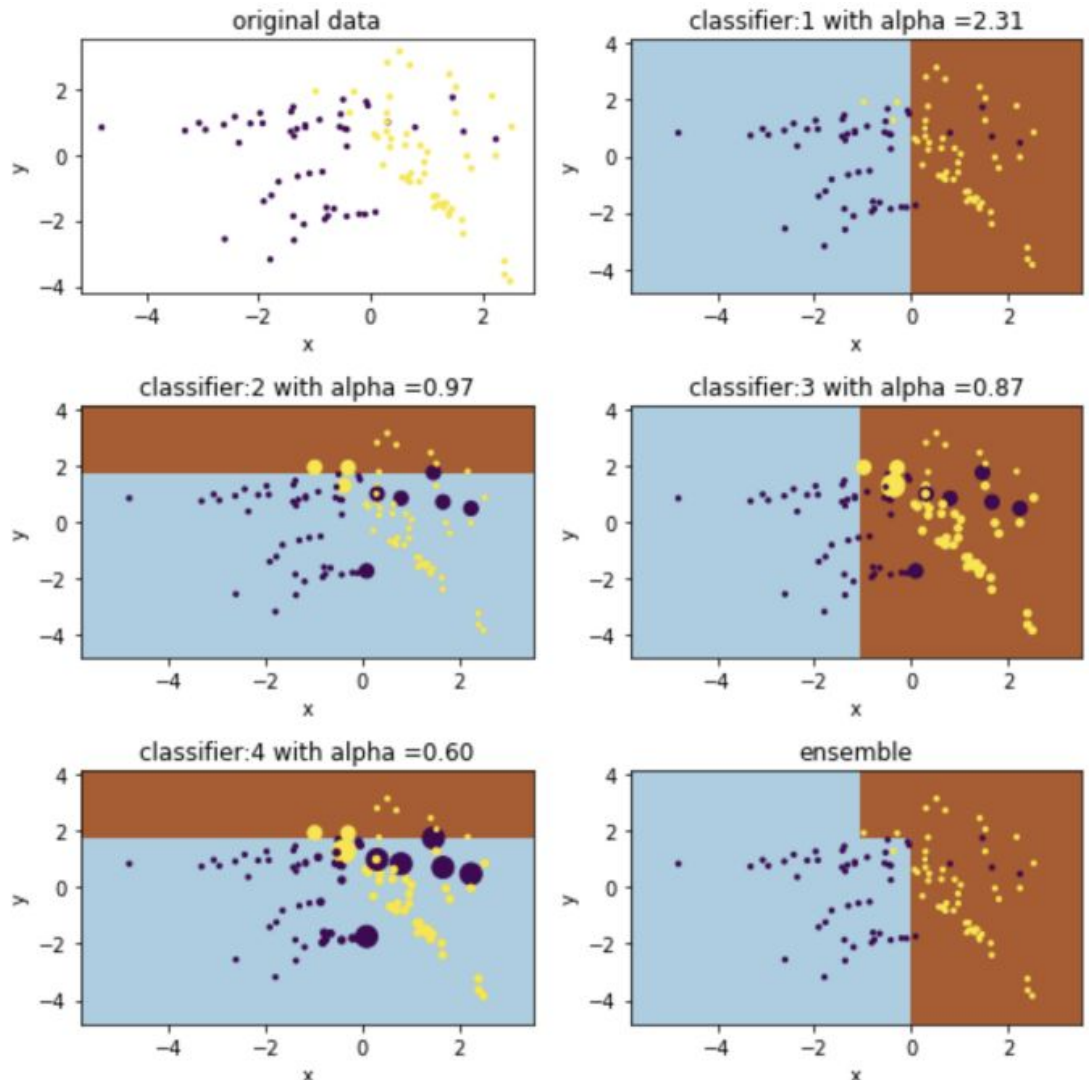 original data
classifier:1 with alpha =2.31
2
0
−2
−4
y
−4
−2
0
2
x
4
2
0
−2
−4
y
−4
−2
0
2
x
classifier:2 with alpha =0.97
classifier:3 with alpha =0.87
4
2
0
−2
−4
y
−4
−2
0
2
x
4
2
0
−2
−4
y
−4
−2
0
2
x
classifier:4 with alpha =0.60
ensemble
4
2
0
−2
−4
y
−4
−2
0
2
x
4
2
0
−2
−4
y
−4
−2
0
2
x